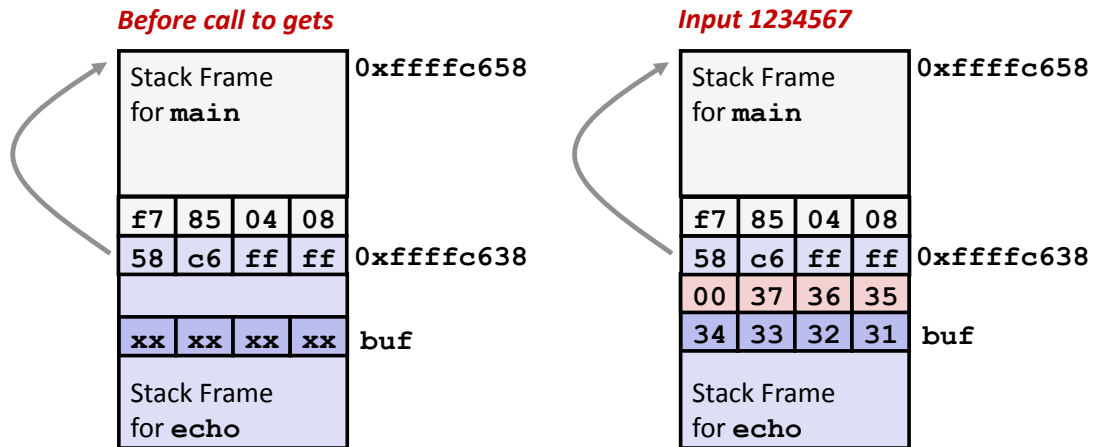 Before call to gets
Stack Frame
for main
0xffffc658
f7 85 04 08
58 c6 ff ff 0xffffc638
xx xx xx xx buf
Stack Frame
for echo
Input 1234567
Stack Frame
for main
0xffffc658
f7 85 04 08
58 c6 ff ff 0xffffc638
00 37 36 35
34 33 32 31 buf
Stack Frame
for echo